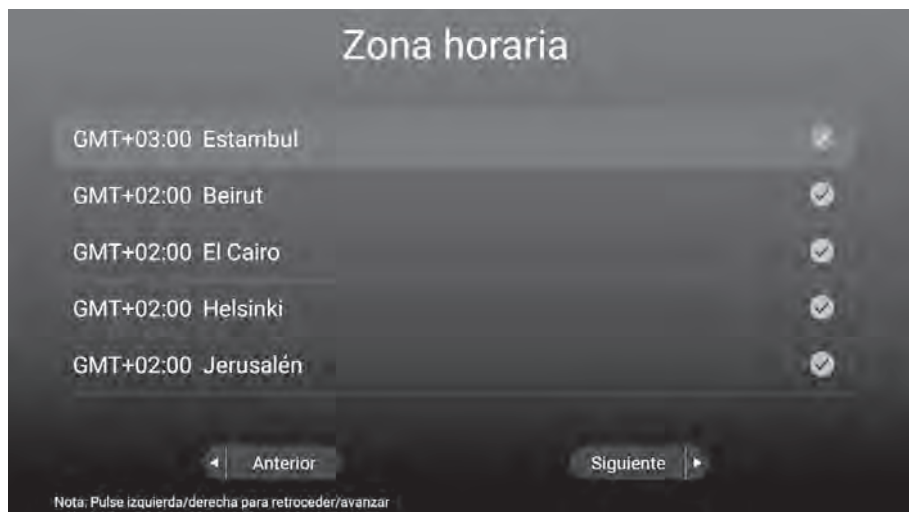 Zona horaria
GMT+03:00 Estambul
GMT+02:00 Beirut
GMT+02:00 El Cairo
GMT+02:00 Helsinki
GMT+02:00 Jerusalén
Anterior
Siguiente
Nota: Pulse izquierda/derecha para retroceder/avanzar